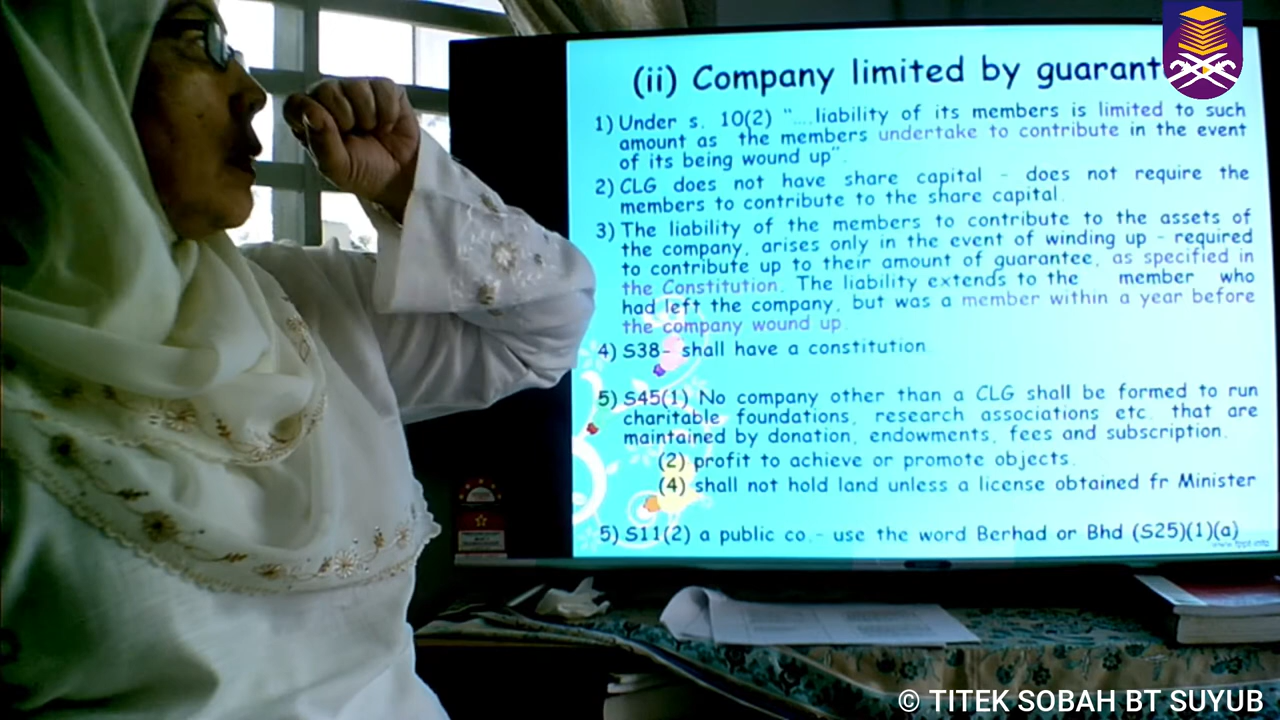 (ii) Company limited by guarant
1) Under s. 10(2) “....liability of its members is limited to such
amount as the members undertake to contribute in the event
of its being wound up”.
2) CLG does not have share capital - does not require the
members to contribute to the share capital.
3) The liability of the members to contribute to the assets of
the company, arises only in the event of winding up - required
to contribute up to their amount of guarantee, as specified in
the Constitution. The liability extends to the member who
had left the company, but was a member within a year before
the company wound up.
4) S38- shall have a constitution
5) S45(1) No company other than a CLG shall be formed to run
charitable foundations, research associations etc. that are
maintained by donation, endowments, fees and subscription.
(2) profit to achieve or promote objects.
(4) shall not hold land unless a license obtained fr Minister
5) S11(2) a public co.- use the word Berhad or Bhd (S25)(1)(a)
www.fppt.info
© TITEK SOBAH BT SUYUB